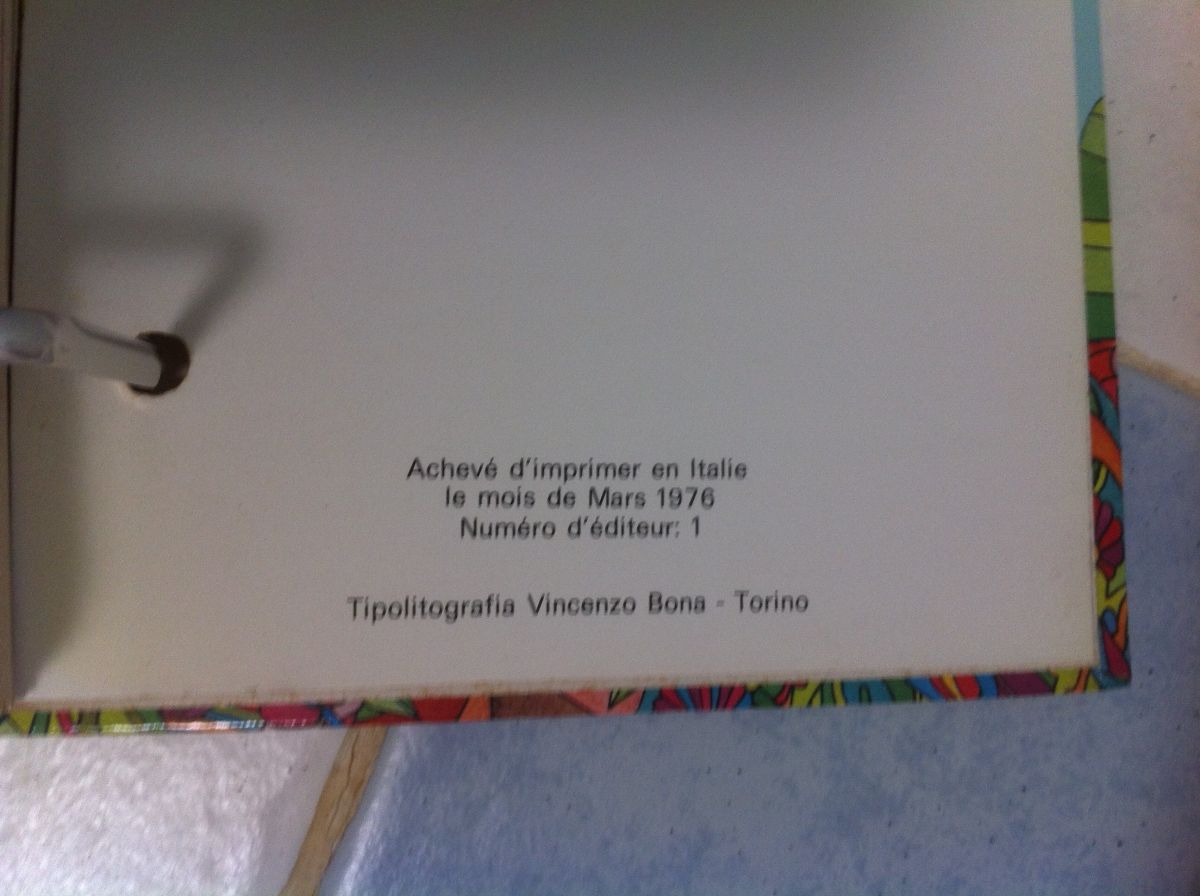 Achevé d'imprimer en Italie
le mois de Mars 1976
Numéro d'éditeur: 1
Tipolitografia Vincenzo Bona - Torino